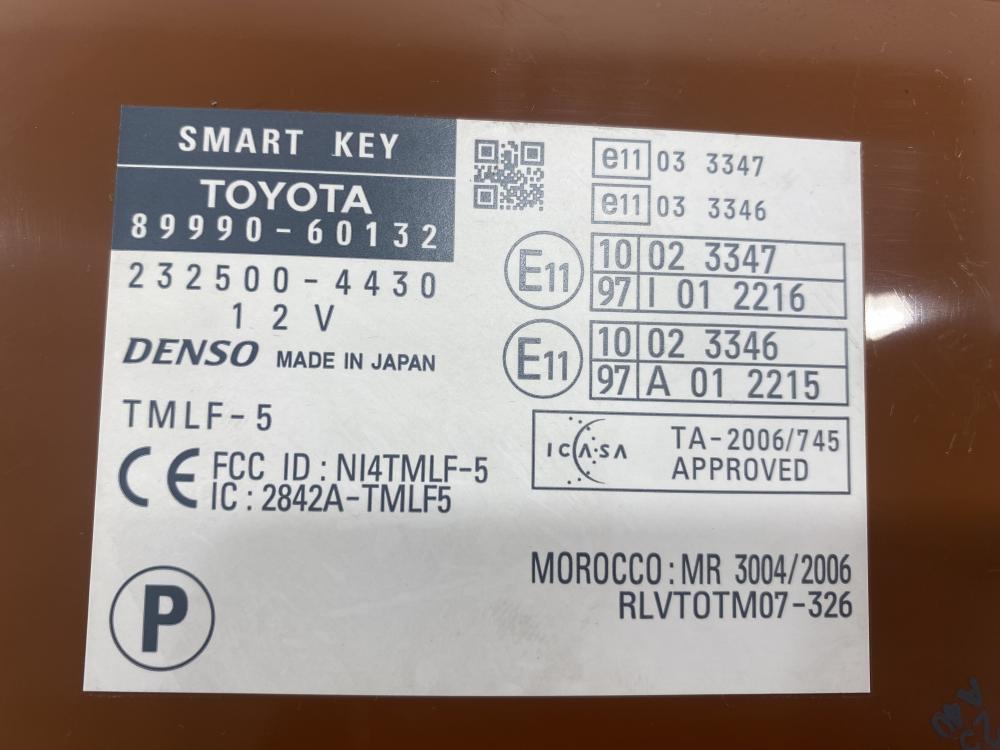 SMART KEY
TOYOTA
89990-60132
232500-4430
12V
DENSO MADE IN JAPAN
TMLF-5
CE FCC ID : NI4TMLF-5
IC : 2842A-TMLF5
P
e11 03 3347
e11 03 3346
E11 10 02 3347
97 I 01 2216
E11 10 02 3346
97 A 01 2215
ICASA TA-2006/745
APPROVED
MOROCCO : MR 3004/2006
RLVTOTM07-326